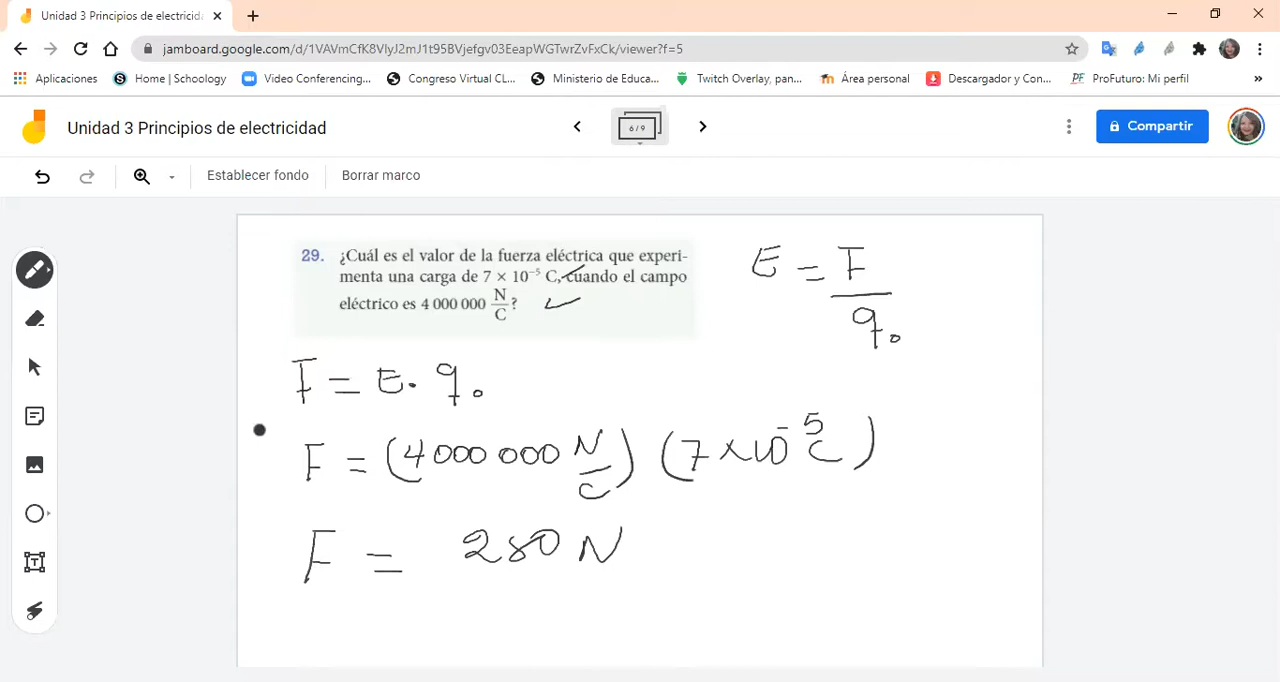 Unidad 3 Principios de electricida
jamboard.google.com/d/1VAVmCfK8VlyJ2mJ1t95BVjefgv03EeapWGTwrZvFxCk/viewer?f=5
Aplicaciones Home | Schoology Video Conferencing... Congreso Virtual CL... Ministerio de Educa... Twitch Overlay, pan... Área personal Descargador y Con... PF ProFuturo: Mi perfil »
Unidad 3 Principios de electricidad
6/9
Compartir
Establecer fondo Borrar marco
29. ¿Cuál es el valor de la fuerza eléctrica que experi-
menta una carga de 7 × 10⁻⁵ C, cuando el campo
eléctrico es 4 000 000 N/C?
E = F/q₀
F = E · q₀
F = (4 000 000 N/C) (7 × 10⁻⁵ C)
F = 280 N